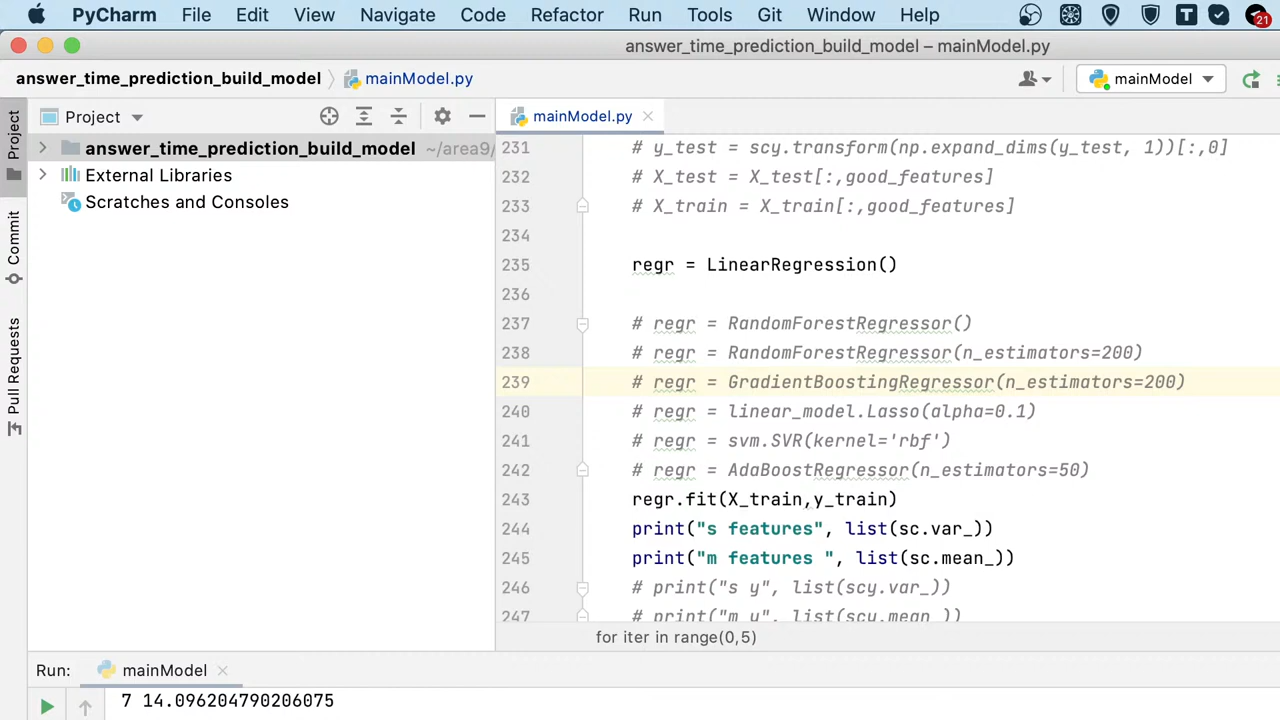 PyCharm File Edit View Navigate Code Refactor Run Tools Git Window Help 21
answer_time_prediction_build_model – mainModel.py
answer_time_prediction_build_model mainModel.py mainModel
Project
Commit
Pull Requests
Project
answer_time_prediction_build_model ~/area9/
External Libraries
Scratches and Consoles
mainModel.py
231 # y_test = scy.transform(np.expand_dims(y_test, 1))[:,0]
232 # X_test = X_test[:,good_features]
233 # X_train = X_train[:,good_features]
234
235 regr = LinearRegression()
236
237 # regr = RandomForestRegressor()
238 # regr = RandomForestRegressor(n_estimators=200)
239 # regr = GradientBoostingRegressor(n_estimators=200)
240 # regr = linear_model.Lasso(alpha=0.1)
241 # regr = svm.SVR(kernel='rbf')
242 # regr = AdaBoostRegressor(n_estimators=50)
243 regr.fit(X_train,y_train)
244 print("s features", list(sc.var_))
245 print("m features ", list(sc.mean_))
246 # print("s y", list(scy.var_))
247 # print("m y", list(scy.mean_))
for iter in range(0,5)
Run: mainModel
7 14.096204790206075